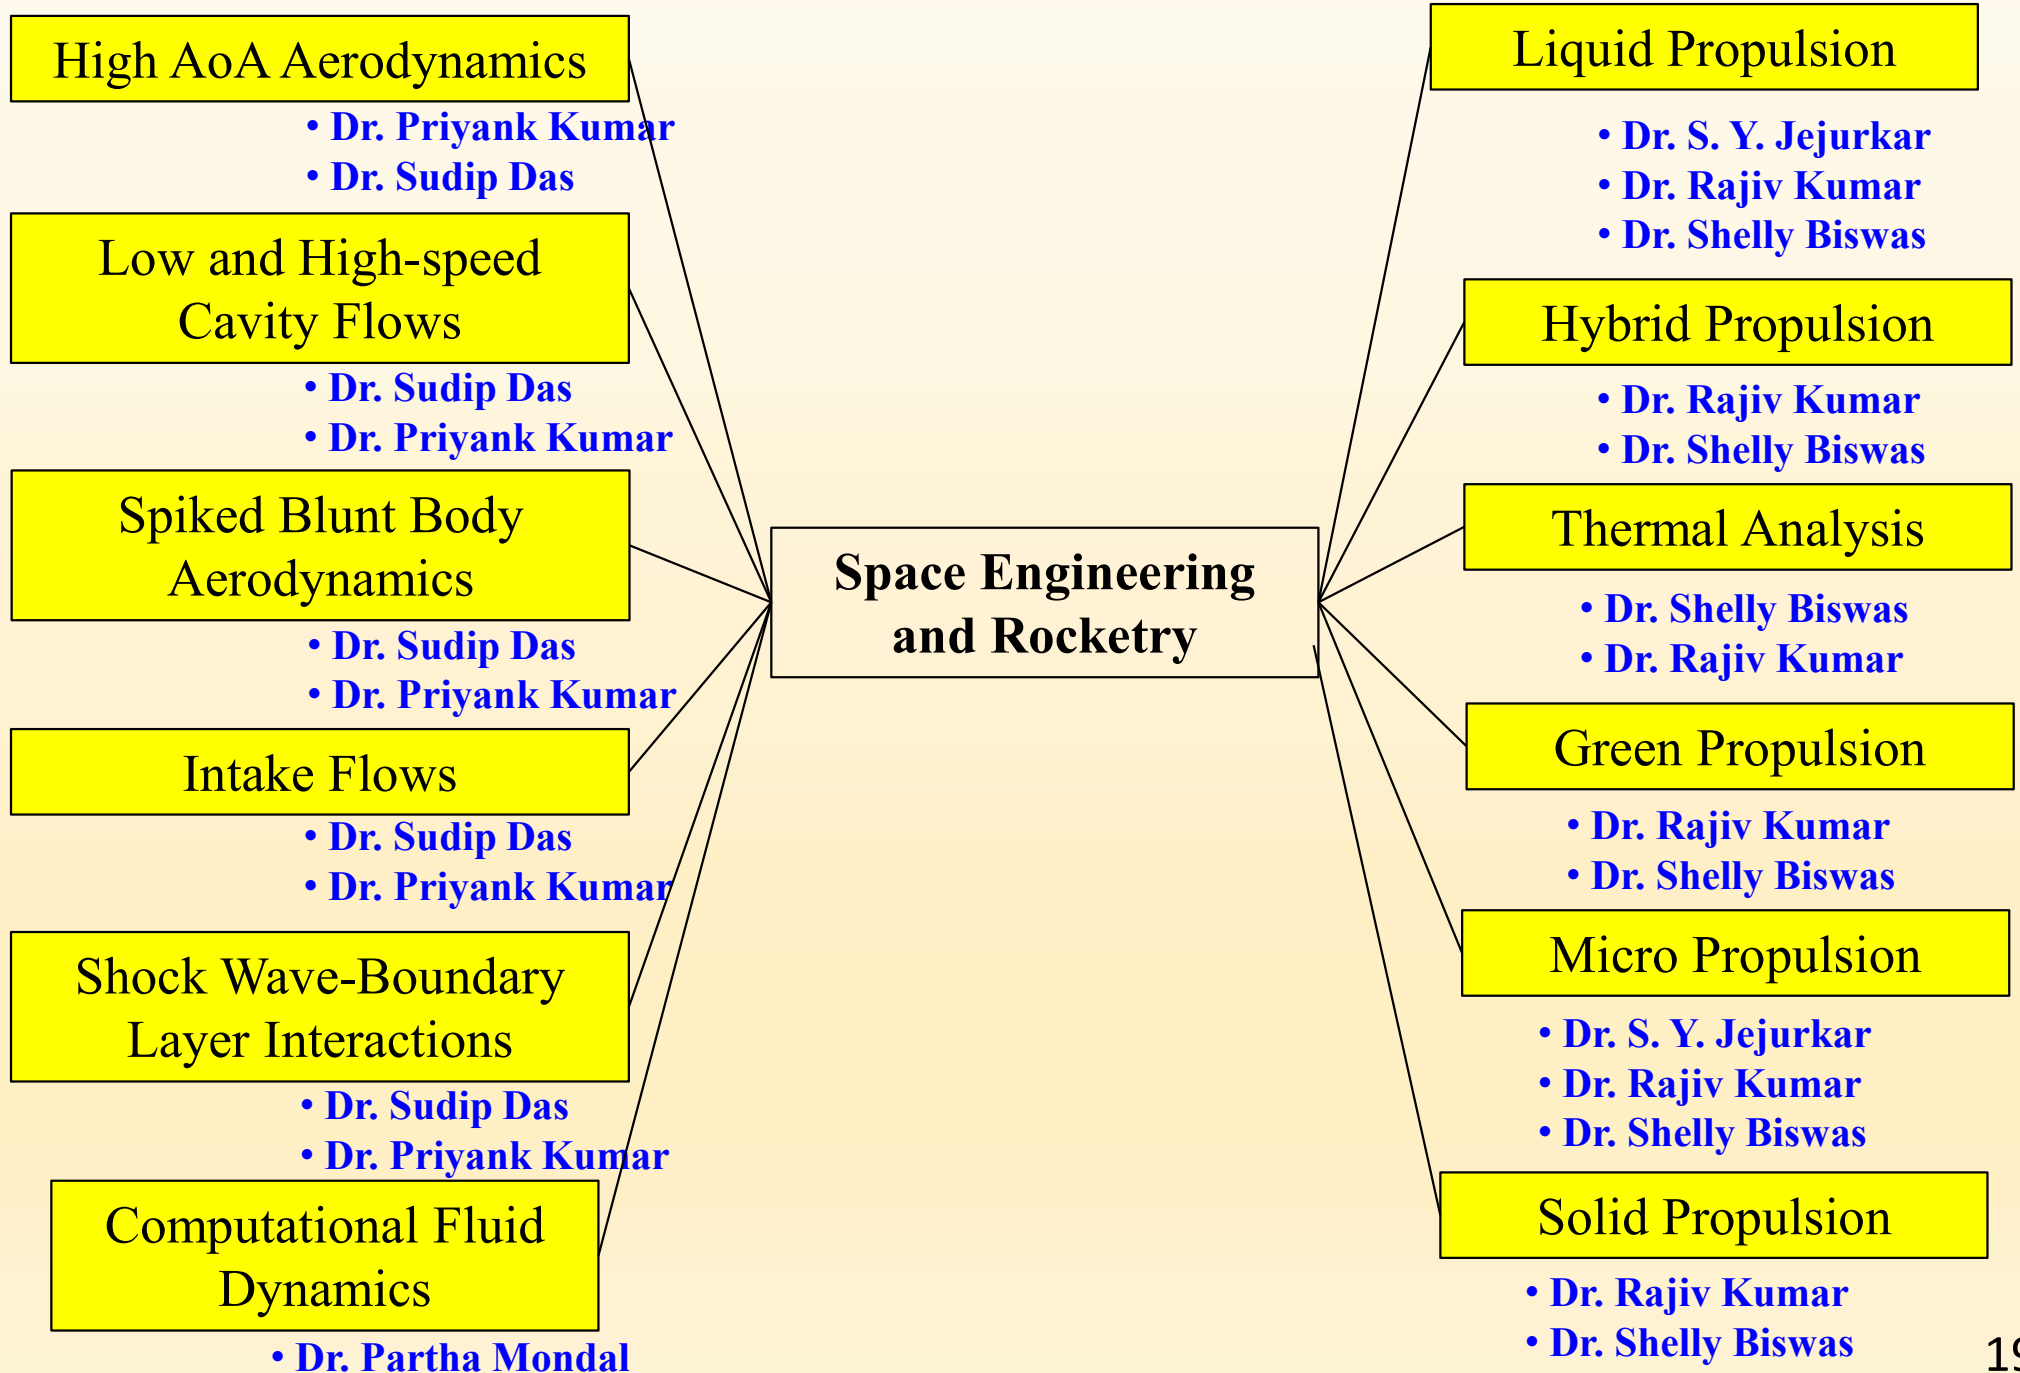 High AoA Aerodynamics
• Dr. Priyank Kumar
• Dr. Sudip Das
Low and High-speed
Cavity Flows
• Dr. Sudip Das
• Dr. Priyank Kumar
Spiked Blunt Body
Aerodynamics
• Dr. Sudip Das
• Dr. Priyank Kumar
Intake Flows
• Dr. Sudip Das
• Dr. Priyank Kumar
Shock Wave-Boundary
Layer Interactions
• Dr. Sudip Das
• Dr. Priyank Kumar
Computational Fluid
Dynamics
• Dr. Partha Mondal
Space Engineering
and Rocketry
Liquid Propulsion
• Dr. S. Y. Jejurkar
• Dr. Rajiv Kumar
• Dr. Shelly Biswas
Hybrid Propulsion
• Dr. Rajiv Kumar
• Dr. Shelly Biswas
Thermal Analysis
• Dr. Shelly Biswas
• Dr. Rajiv Kumar
Green Propulsion
• Dr. Rajiv Kumar
• Dr. Shelly Biswas
Micro Propulsion
• Dr. S. Y. Jejurkar
• Dr. Rajiv Kumar
• Dr. Shelly Biswas
Solid Propulsion
• Dr. Rajiv Kumar
• Dr. Shelly Biswas
19